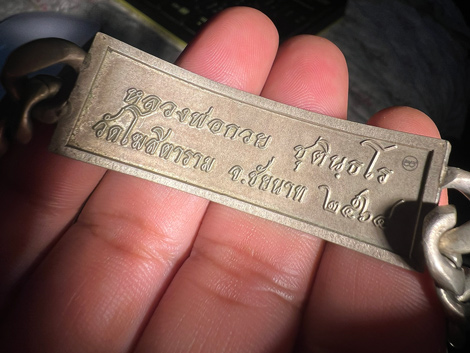 หลวงพ่อกวย ชุตินฺธโร ®
วัดโฆสิตาราม จ.ชัยนาท